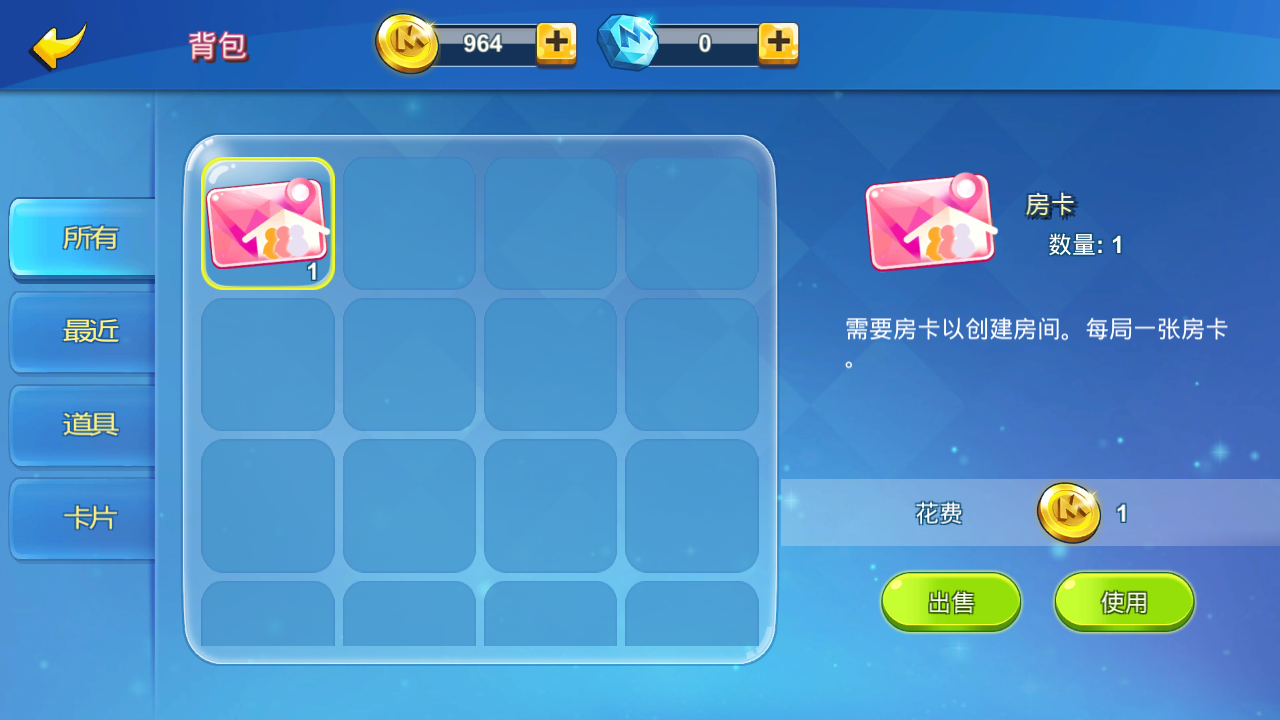 背包
964
0
所有
最近
道具
卡片
1
房卡
数量: 1
需要房卡以创建房间。每局一张房卡
。
花费
1
出售
使用